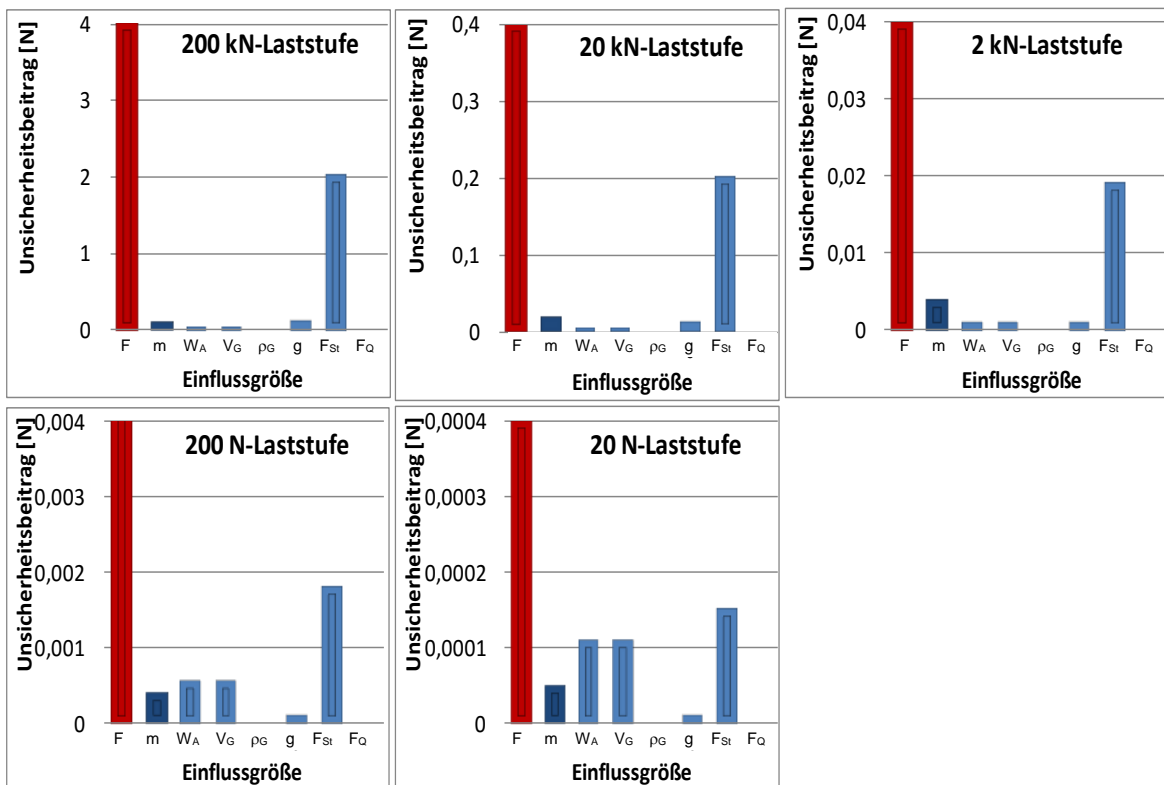 200 kN-Laststufe
Unsicherheitsbeitrag [N]
4
3
2
1
0
F m WA VG ρG g FSt FQ
Einflussgröße
20 kN-Laststufe
Unsicherheitsbeitrag [N]
0,4
0,3
0,2
0,1
0
F m WA VG ρG g FSt FQ
Einflussgröße
2 kN-Laststufe
Unsicherheitsbeitrag [N]
0,04
0,03
0,02
0,01
0
F m WA VG ρG g FSt FQ
Einflussgröße
200 N-Laststufe
Unsicherheitsbeitrag [N]
0,004
0,003
0,002
0,001
0
F m WA VG ρG g FSt FQ
Einflussgröße
20 N-Laststufe
Unsicherheitsbeitrag [N]
0,0004
0,0003
0,0002
0,0001
0
F m WA VG ρG g FSt FQ
Einflussgröße